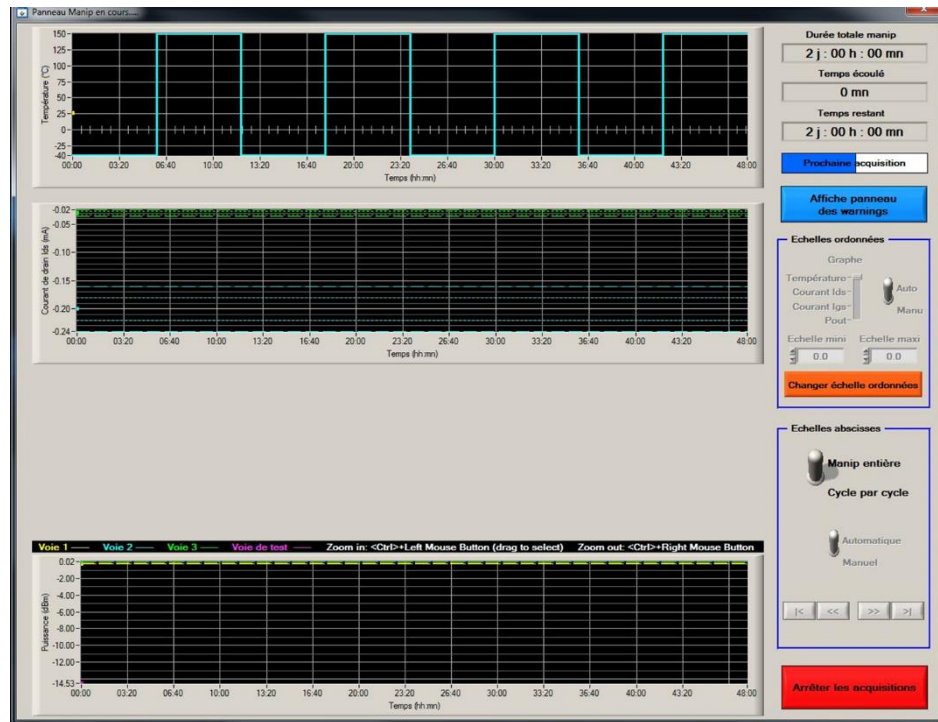 Panneau Manip en cours....
150
125
100
75
50
25
0
-25
-40
Température (°C)
00:00 03:20 06:40 10:00 13:20 16:40 20:00 23:20 26:40 30:00 33:20 36:40 40:00 43:20 48:00
Temps (hh:mn)
-0.02
-0.05
-0.10
-0.15
-0.20
-0.24
Courant de drain Ids (mA)
00:00 03:20 06:40 10:00 13:20 16:40 20:00 23:20 26:40 30:00 33:20 36:40 40:00 43:20 48:00
Temps (hh:mn)
Voie 1 Voie 2 Voie 3 Voie de test Zoom in: <Ctrl>+Left Mouse Button (drag to select) Zoom out: <Ctrl>+Right Mouse Button
0.02
-2.00
-4.00
-6.00
-8.00
-10.00
-12.00
-14.53
Puissance (dBm)
00:00 03:20 06:40 10:00 13:20 16:40 20:00 23:20 26:40 30:00 33:20 36:40 40:00 43:20 48:00
Temps (hh:mn)
Durée totale manip
2 j : 00 h : 00 mn
Temps écoulé
0 mn
Temps restant
2 j : 00 h : 00 mn
Prochaine acquisition
Affiche panneau
des warnings
Echelles ordonnées
Graphe
Température
Courant Ids
Courant Igs
Pout
Auto
Manu
Echelle mini Echelle maxi
0.0 0.0
Changer échelle ordonnées
Echelles abscisses
Manip entière
Cycle par cycle
Automatique
Manuel
|< << >> >|
Arrêter les acquisitions